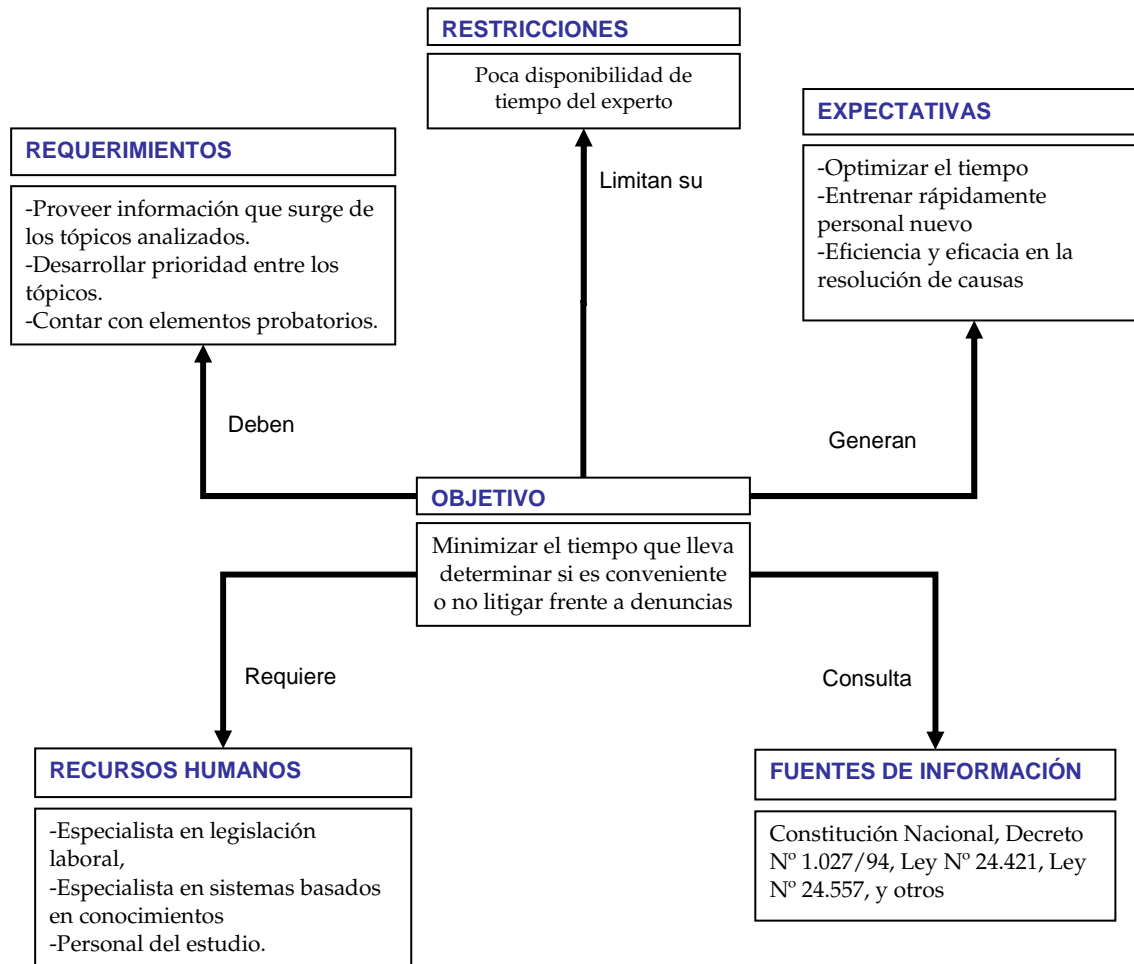 RESTRICCIONES
Poca disponibilidad de
tiempo del experto
EXPECTATIVAS
-Optimizar el tiempo
-Entrenar rápidamente
personal nuevo
-Eficiencia y eficacia en la
resolución de causas
REQUERIMIENTOS
-Proveer información que surge de
los tópicos analizados.
-Desarrollar prioridad entre los
tópicos.
-Contar con elementos probatorios.
Limitan su
Deben
Generan
OBJETIVO
Minimizar el tiempo que lleva
determinar si es conveniente
o no litigar frente a denuncias
Requiere
Consulta
RECURSOS HUMANOS
-Especialista en legislación
laboral,
-Especialista en sistemas basados
en conocimientos
-Personal del estudio.
FUENTES DE INFORMACIÓN
Constitución Nacional, Decreto
Nº 1.027/94, Ley Nº 24.421, Ley
Nº 24.557, y otros